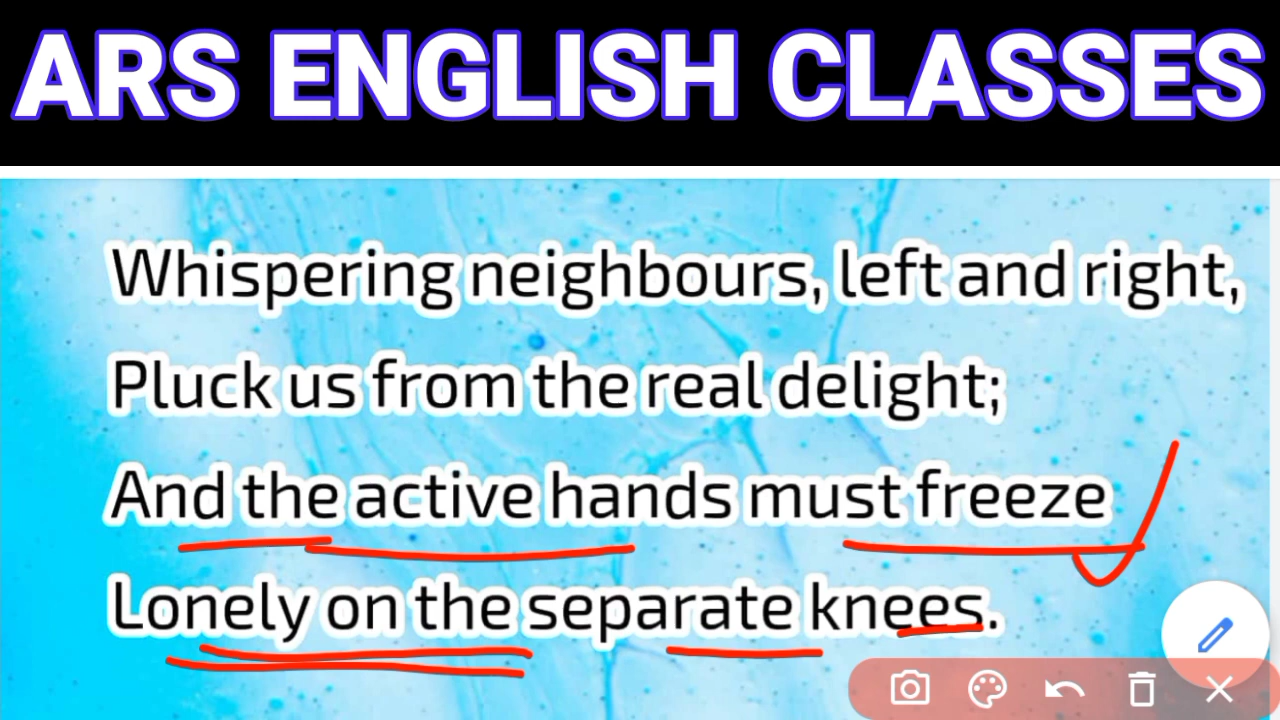 ARS ENGLISH CLASSES
Whispering neighbours, left and right,
Pluck us from the real delight;
And the active hands must freeze
Lonely on the separate knees.